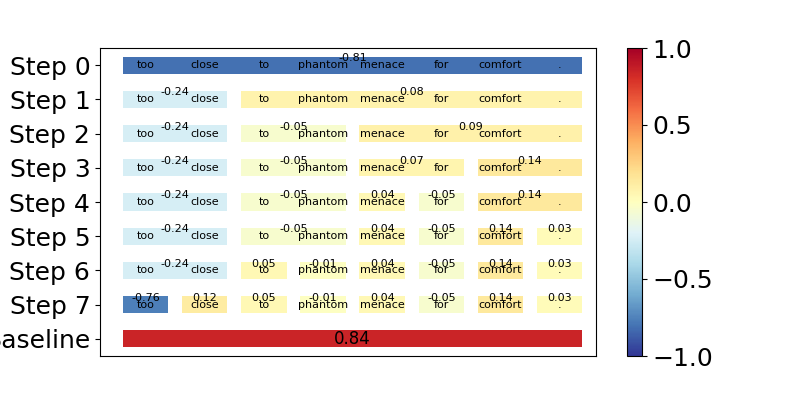 -0.81
Step 0 too close to phantom menace for comfort . 1.0
-0.24 0.08
Step 1 too close to phantom menace for comfort .
-0.24 -0.05 0.09
Step 2 too close to phantom menace for comfort . 0.5
-0.24 -0.05 0.07 0.14
Step 3 too close to phantom menace for comfort .
-0.24 -0.05 0.04 -0.05 0.14
Step 4 too close to phantom menace for comfort . 0.0
-0.24 -0.05 0.04 -0.05 0.14 0.03
Step 5 too close to phantom menace for comfort .
-0.24 0.05 -0.01 0.04 -0.05 0.14 0.03
Step 6 too close to phantom menace for comfort . −0.5
-0.76 0.12 0.05 -0.01 0.04 -0.05 0.14 0.03
Step 7 too close to phantom menace for comfort .
aseline 0.84 −1.0